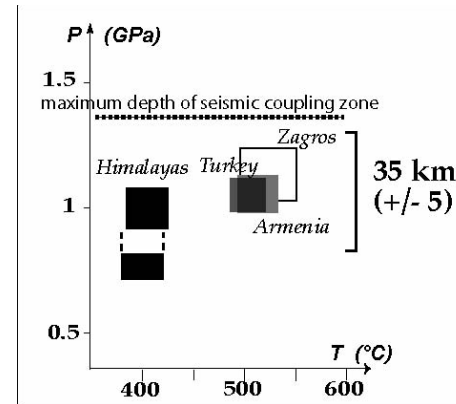 P (GPa)
1.5
maximum depth of seismic coupling zone
Zagros
Himalayas
Turkey
35 km
(+/- 5)
1
Armenia
0.5
T (°C)
400
500
600